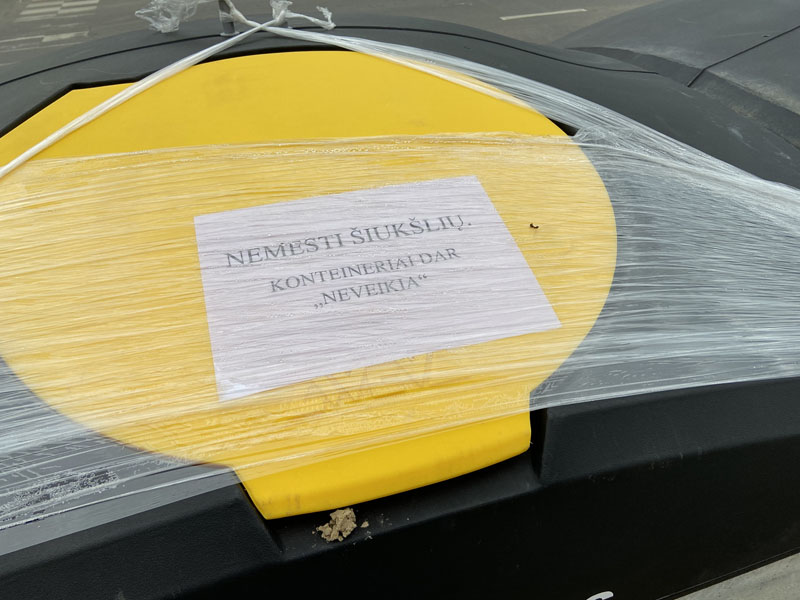 NEMESTI ŠIUKŠLIŲ.
KONTEINERIAI DAR
„NEVEIKIA“